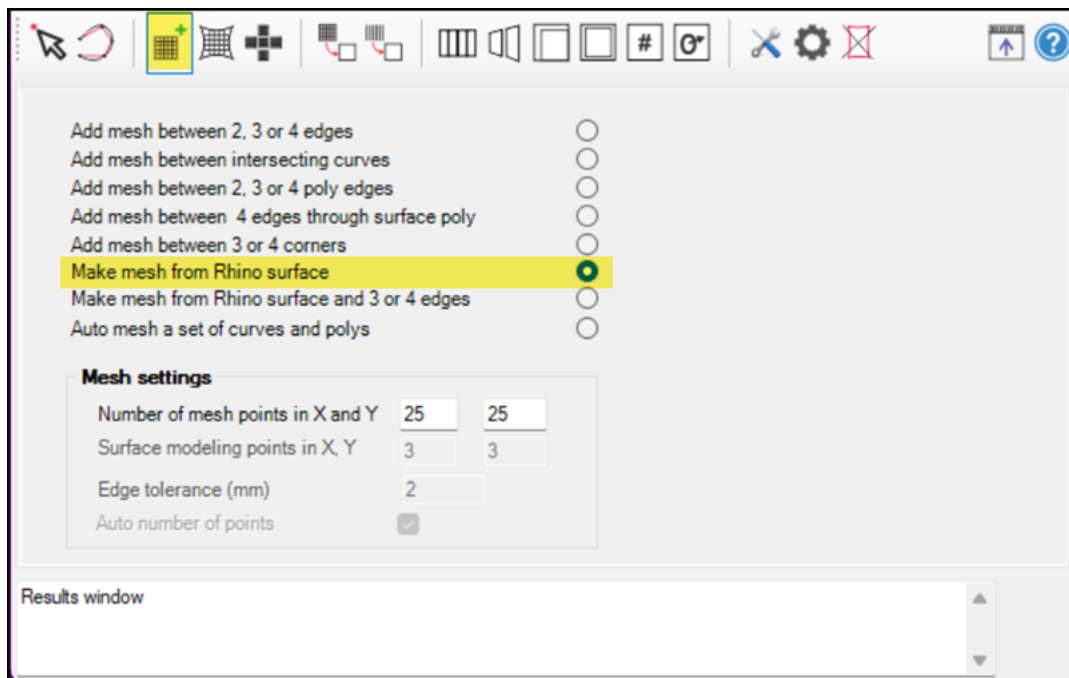 #
?
Add mesh between 2, 3 or 4 edges
Add mesh between intersecting curves
Add mesh between 2, 3 or 4 poly edges
Add mesh between  4 edges through surface poly
Add mesh between 3 or 4 corners
Make mesh from Rhino surface
Make mesh from Rhino surface and 3 or 4 edges
Auto mesh a set of curves and polys
Mesh settings
Number of mesh points in X and Y 25 25
Surface modeling points in X, Y 3 3
Edge tolerance (mm) 2
Auto number of points
Results window